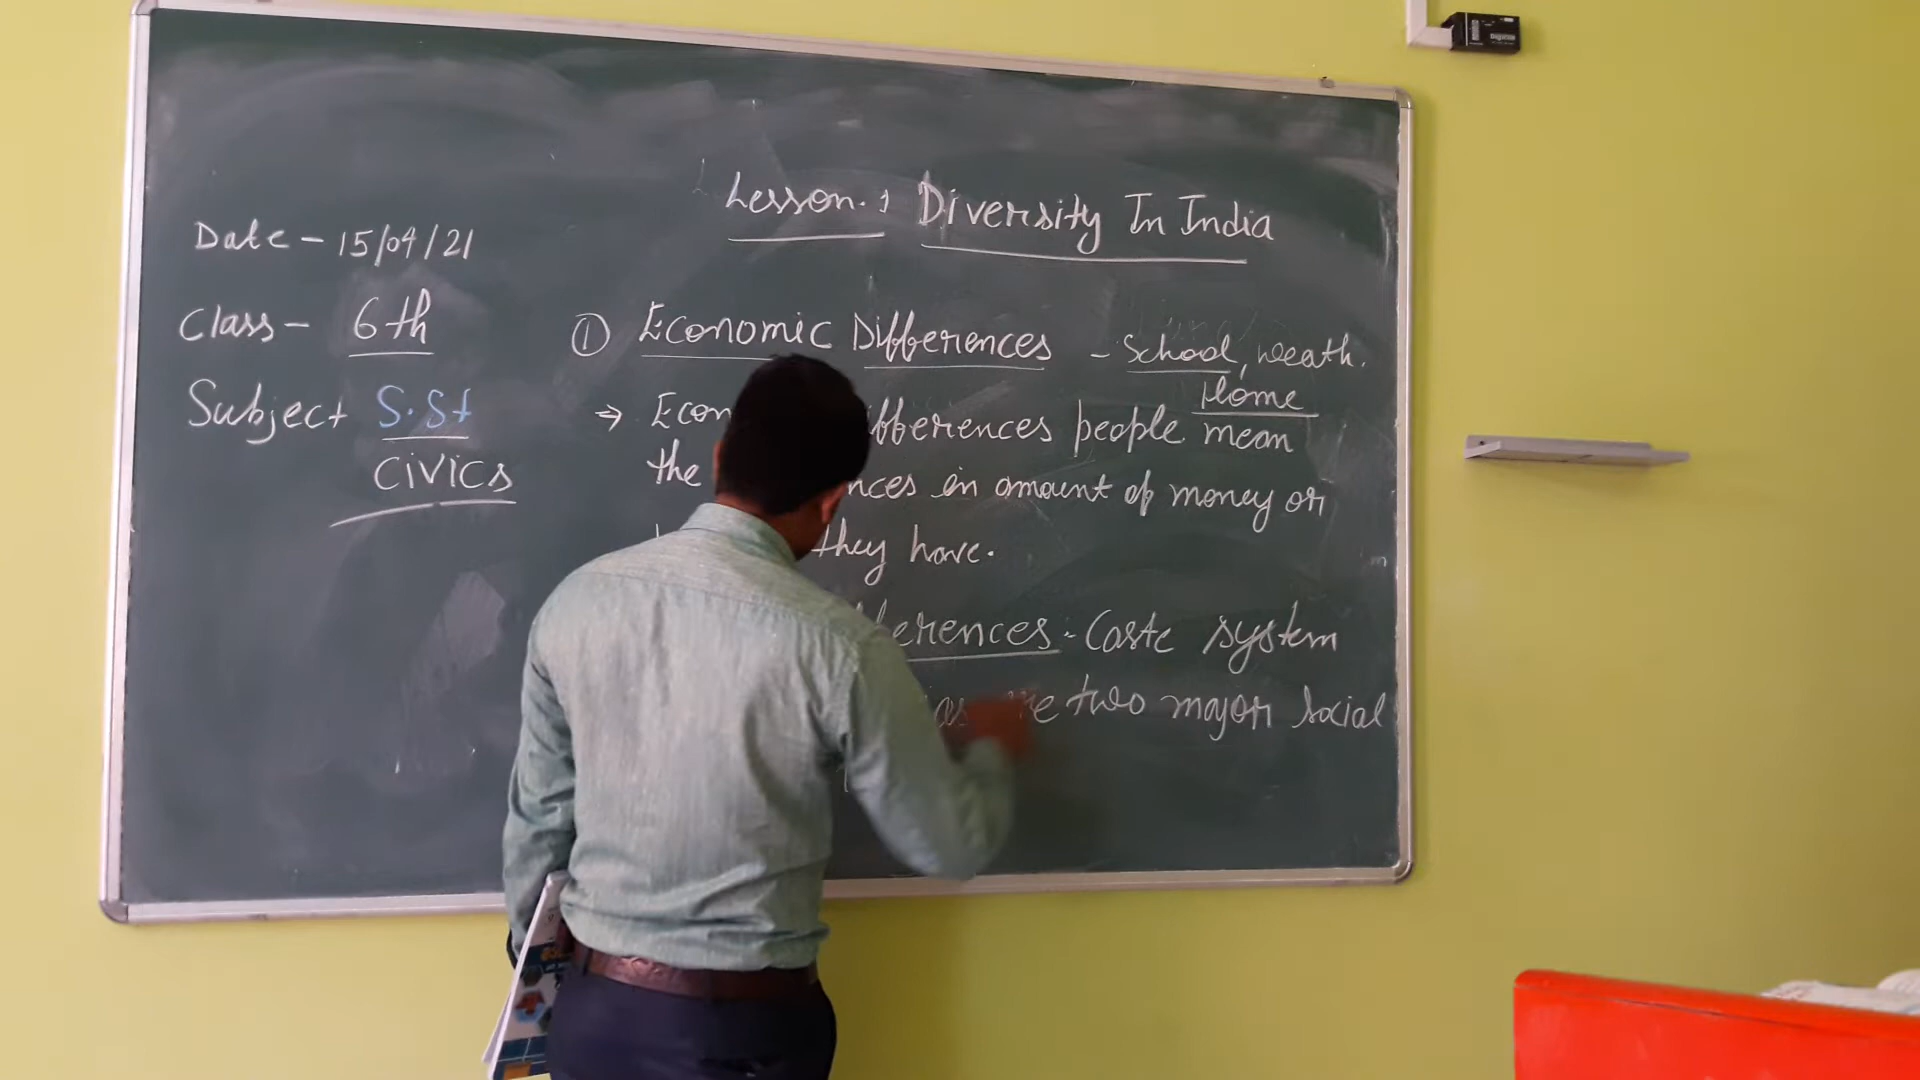 Lesson.1 Diversity In India
Date - 15/04/21
Class - 6th
Subject S.St
CIVICS
① Economic Differences - School, weath.
Home
→ Econ fferences people mean
the nces in amount of money or
they have.
ferences - Caste system
are two major social